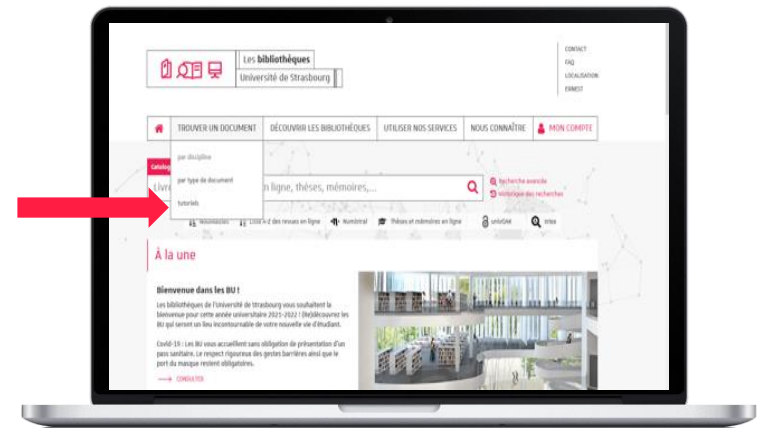 Les bibliothèques
Université de Strasbourg
CONTACT
FAQ
LOCALISATION
ERNEST
TROUVER UN DOCUMENT
DÉCOUVRIR LES BIBLIOTHÈQUES
UTILISER NOS SERVICES
NOUS CONNAÎTRE
MON COMPTE
par discipline
par type de document
tutoriels
Catalog
Livr
n ligne, thèses, mémoires,...
Recherche avancée
Historique des recherches
Nouveautés
Liste A-Z des revues en ligne
Numistral
Thèses et mémoires en ligne
univOAK
À la une
Bienvenue dans les BU !
Les bibliothèques de l'Université de Strasbourg vous souhaitent la
bienvenue pour cette année universitaire 2021-2022 ! (Re)découvrez les
BU qui seront un lieu incontournable de votre nouvelle vie d'étudiant.
Covid-19 : Les BU vous accueillent sans obligation de présentation d'un
pass sanitaire. Le respect rigoureux des gestes barrières ainsi que le
port du masque restent obligatoires.
CONSULTER